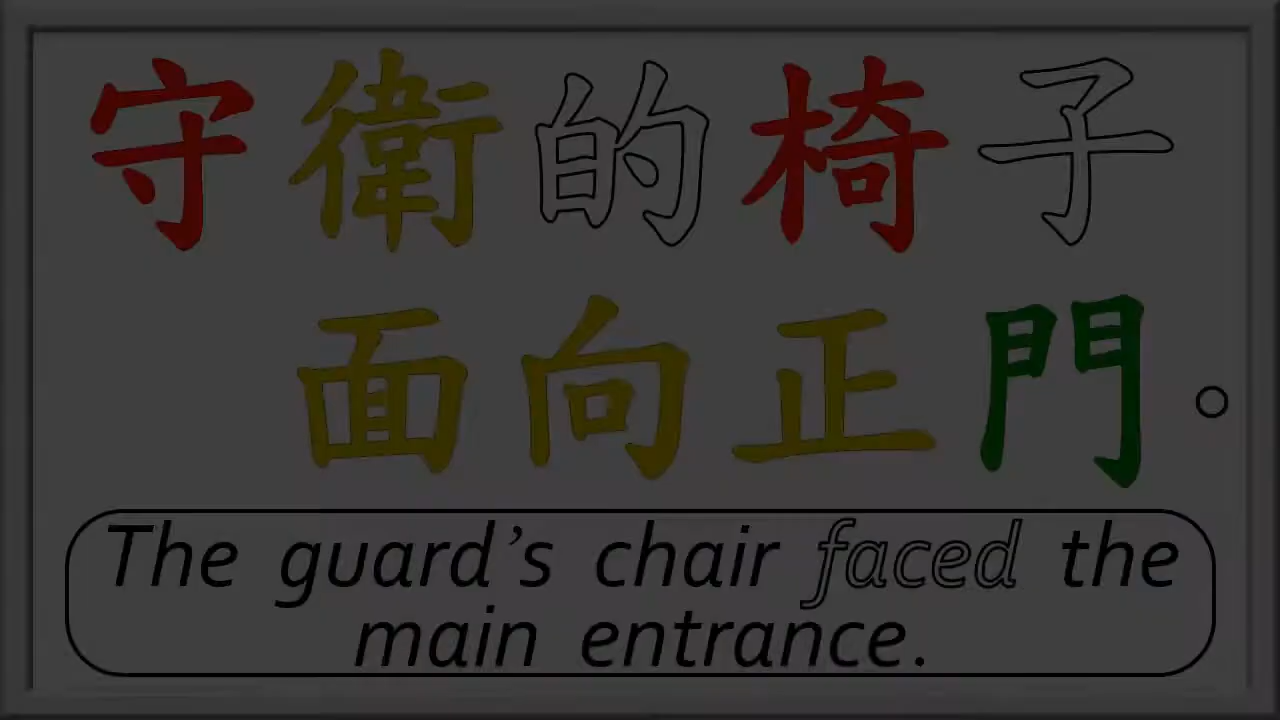 守衛的椅子
面向正門。
The guard's chair faced the
main entrance.